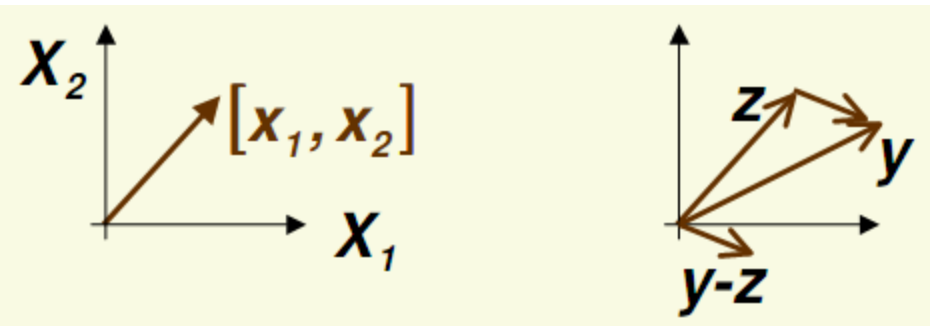 X₂
[x₁, x₂]
X₁
z
y
y-z